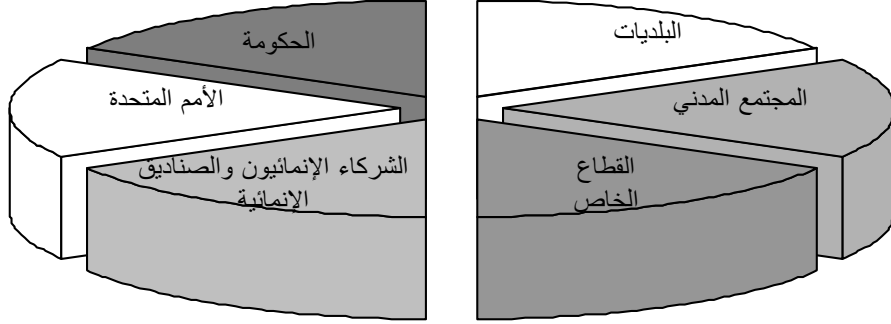 البلديات
الحكومة
المجتمع المدني
الأمم المتحدة
القطاع
الخاص
الشركاء الإنمائيون والصناديق
الإنمائية